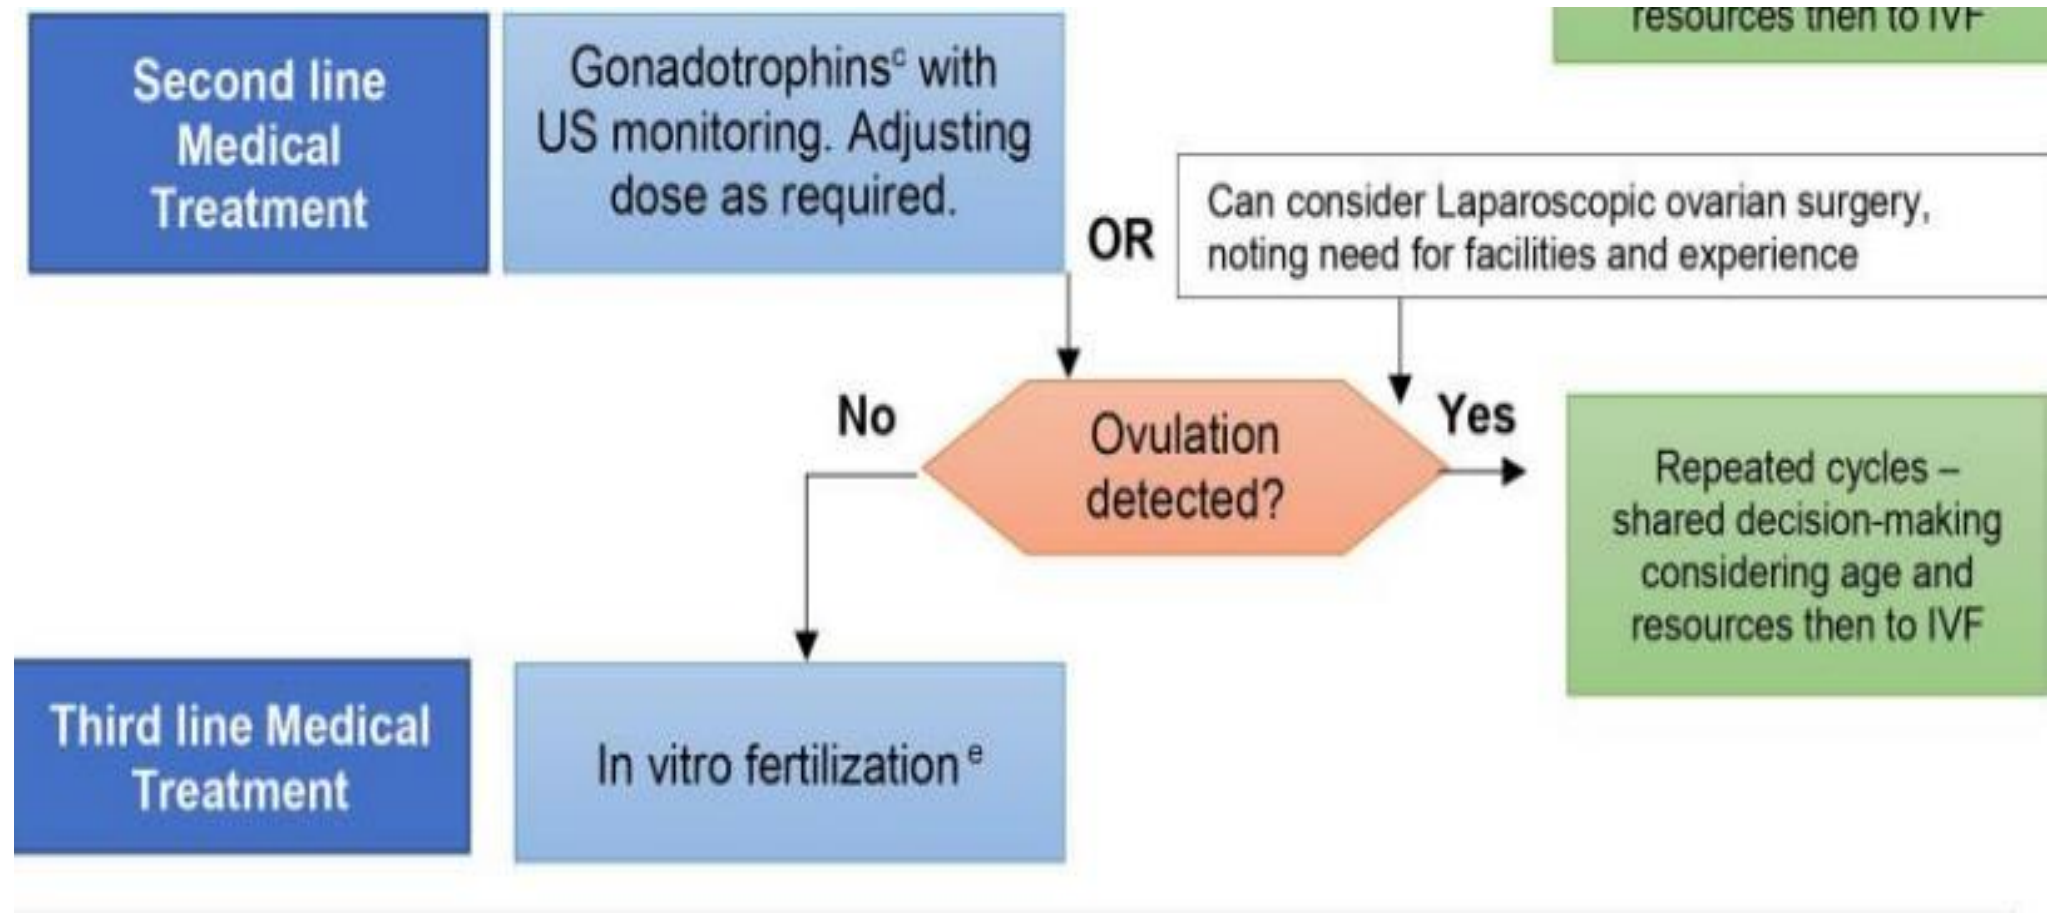 resources then to IVF
Second line
Medical
Treatment
Gonadotrophinsᶜ with
US monitoring. Adjusting
dose as required.
OR
Can consider Laparoscopic ovarian surgery,
noting need for facilities and experience
No
Ovulation
detected?
Yes
Repeated cycles –
shared decision-making
considering age and
resources then to IVF
Third line Medical
Treatment
In vitro fertilization ᵉ